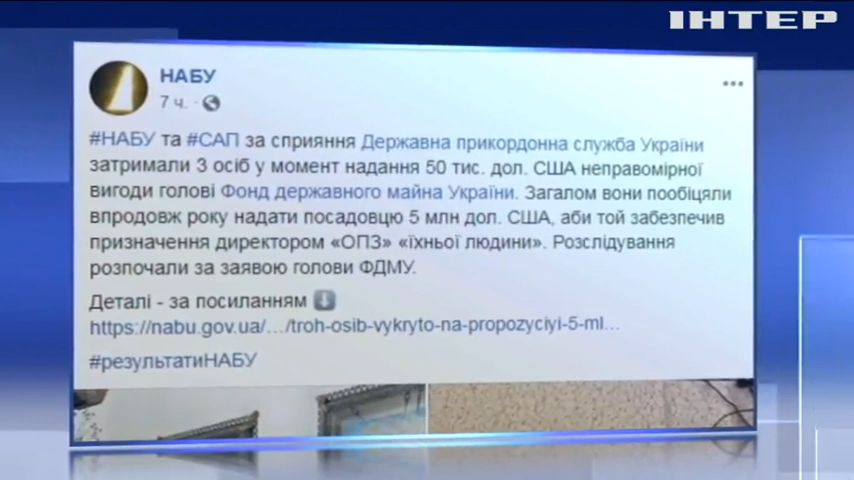 ІНТЕР
НАБУ
7 ч. ·
#НАБУ та #САП за сприяння Державна прикордонна служба України
затримали 3 осіб у момент надання 50 тис. дол. США неправомірної
вигоди голові Фонд державного майна України. Загалом вони пообіцяли
впродовж року надати посадовцю 5 млн дол. США, аби той забезпечив
призначення директором «ОПЗ» «їхньої людини». Розслідування
розпочали за заявою голови ФДМУ.
Деталі - за посиланням ⬇
https://nabu.gov.ua/…/troh-osib-vykryto-na-propozyciyi-5-ml…
#результатиНАБУ